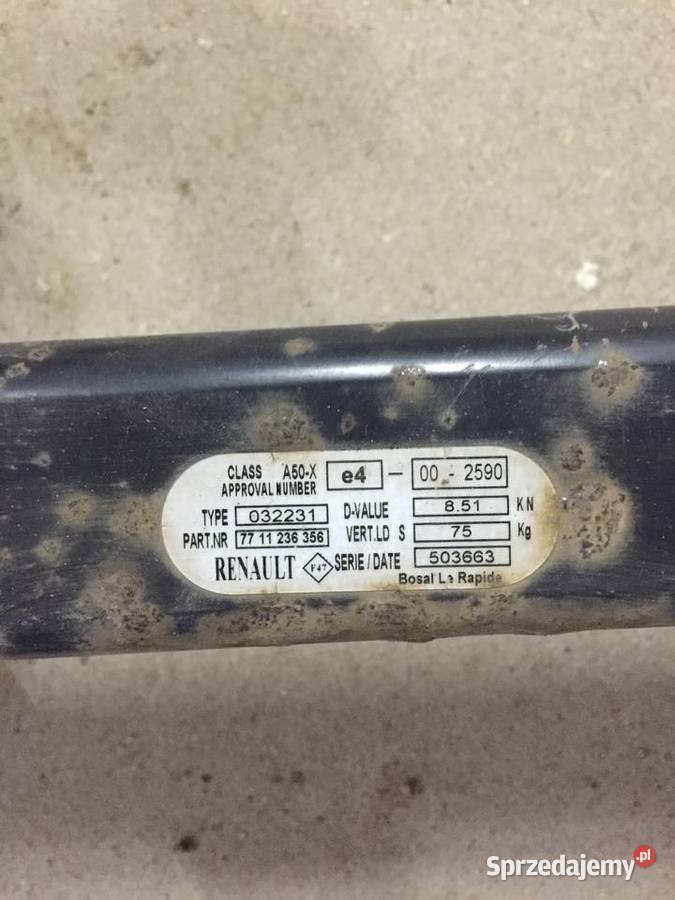 CLASS A50-X e4 - 00 - 2590
APPROVAL NUMBER
TYPE 032231 D-VALUE 8.51 KN
PART.NR 77 11 236 356 VERT.LD S 75 Kg
RENAULT F47 SERIE / DATE 503663
Bosal Le Rapide
Sprzedajemy.pl